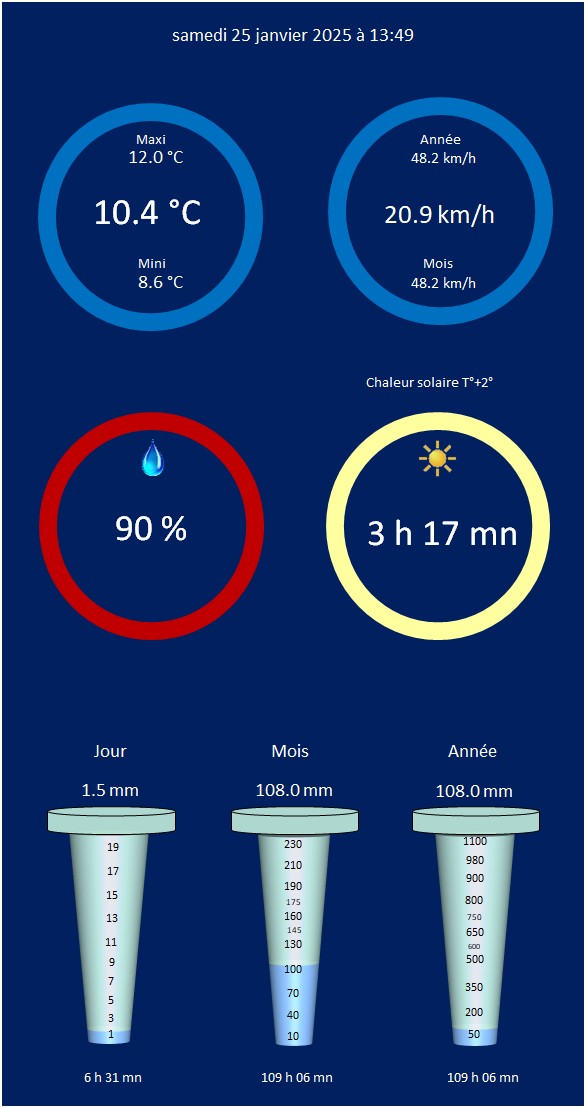 samedi 25 janvier 2025 à 13:49
Maxi
12.0 °C
10.4 °C
Mini
8.6 °C
Année
48.2 km/h
20.9 km/h
Mois
48.2 km/h
Chaleur solaire T°+2°
90 %
3 h 17 mn
Jour
1.5 mm
19
17
15
13
11
9
7
5
3
1
6 h 31 mn
Mois
108.0 mm
230
210
190
175
160
145
130
100
70
40
10
109 h 06 mn
Année
108.0 mm
1100
980
900
800
750
650
600
500
350
200
50
109 h 06 mn